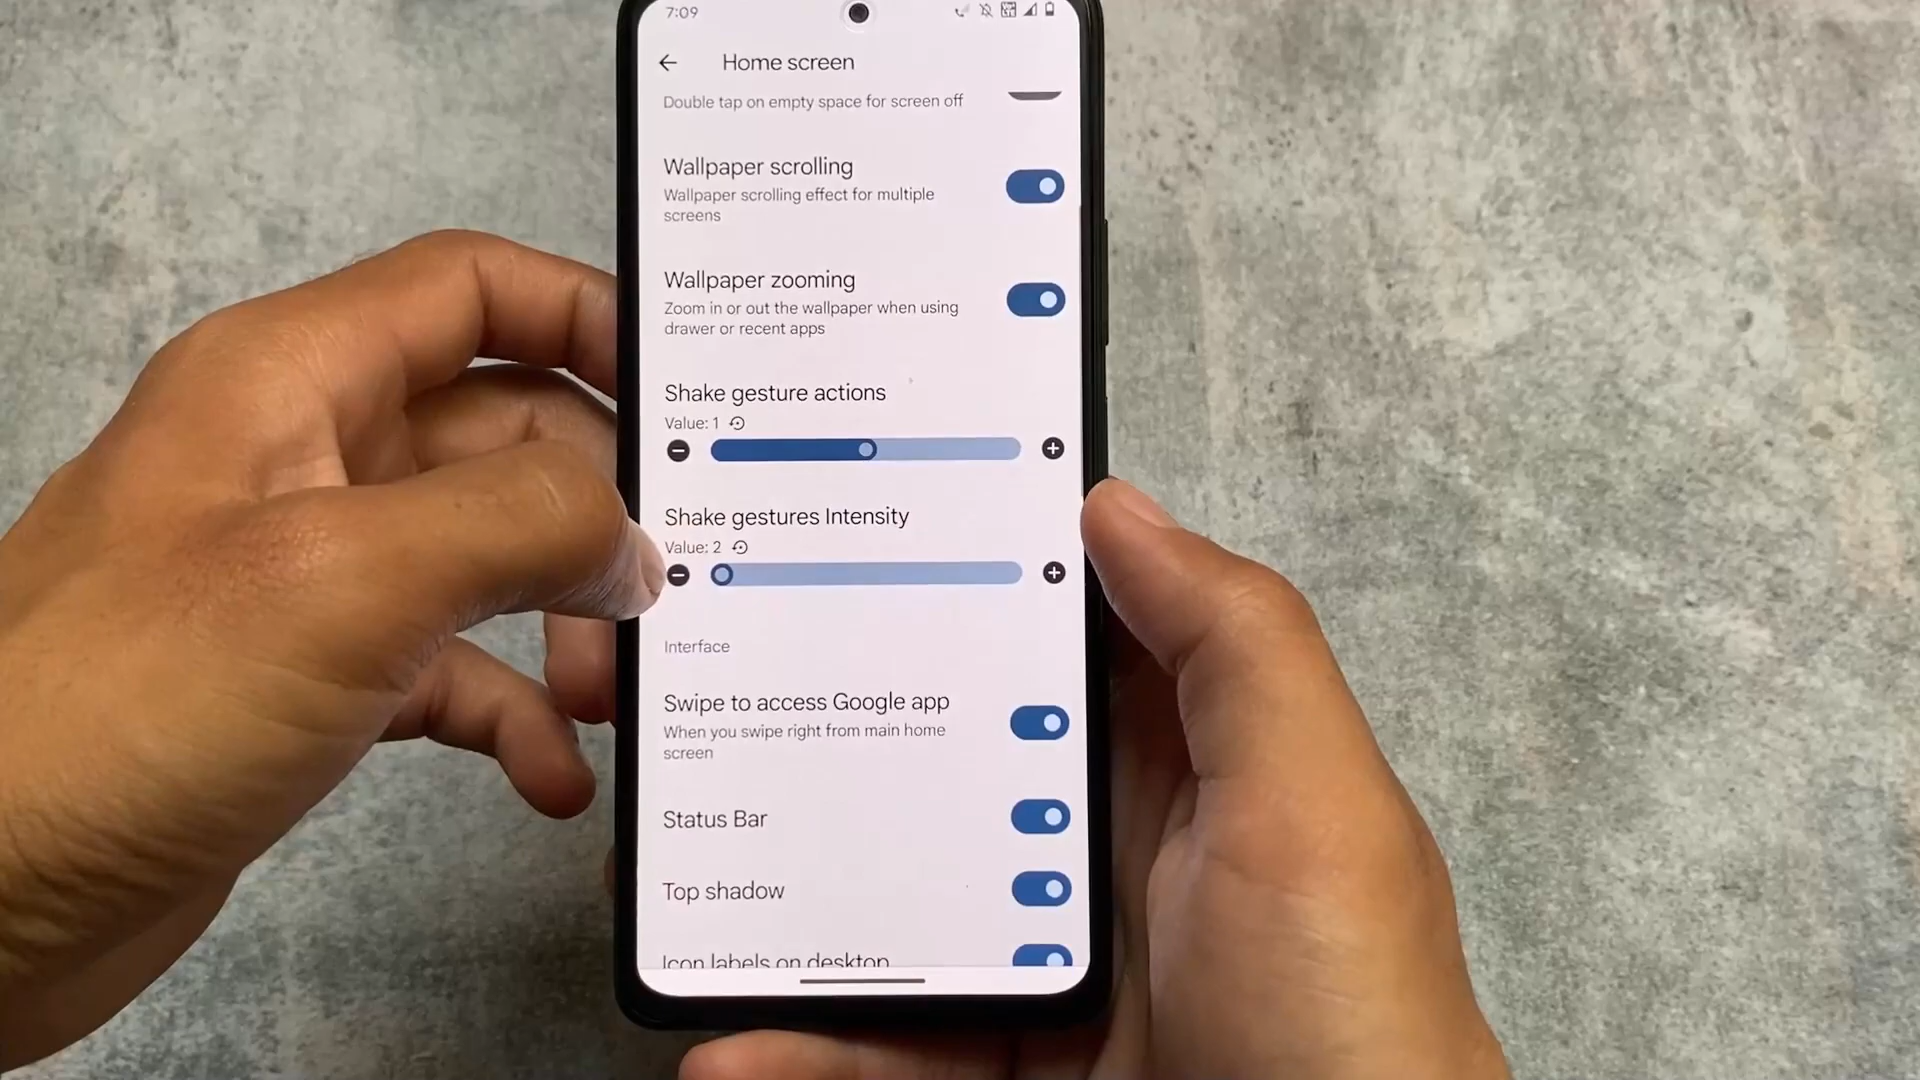 7:09
Home screen
Double tap on empty space for screen off
Wallpaper scrolling
Wallpaper scrolling effect for multiple
screens
Wallpaper zooming
Zoom in or out the wallpaper when using
drawer or recent apps
Shake gesture actions
Value: 1
Shake gestures Intensity
Value: 2
Interface
Swipe to access Google app
When you swipe right from main home
screen
Status Bar
Top shadow
Icon labels on desktop